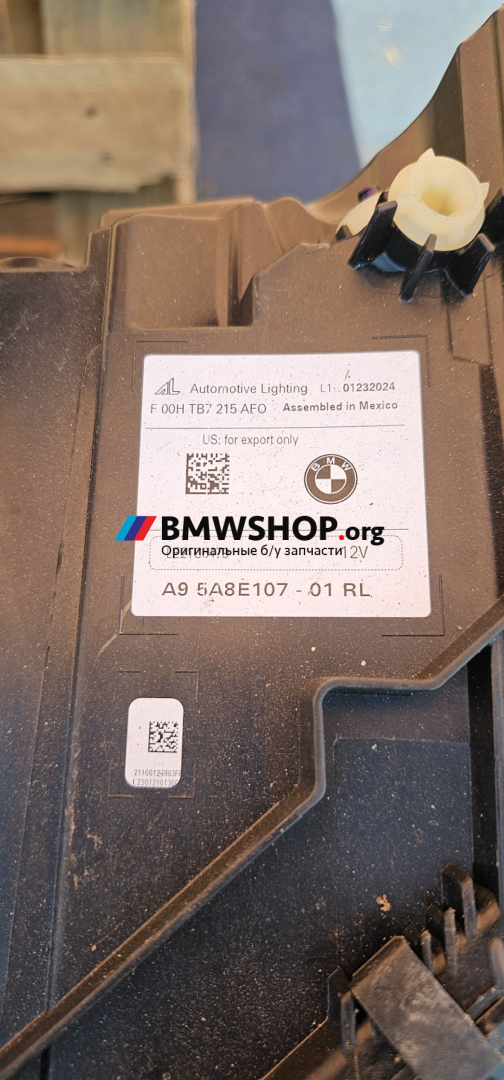 AL Automotive Lighting L1 01232024
F 00H TB7 215 AFO Assembled in Mexico
US: for export only
BMW
BMWSHOP.org
Оригинальные б/у запчасти
12V
A9 5A8E107 - 01 RL